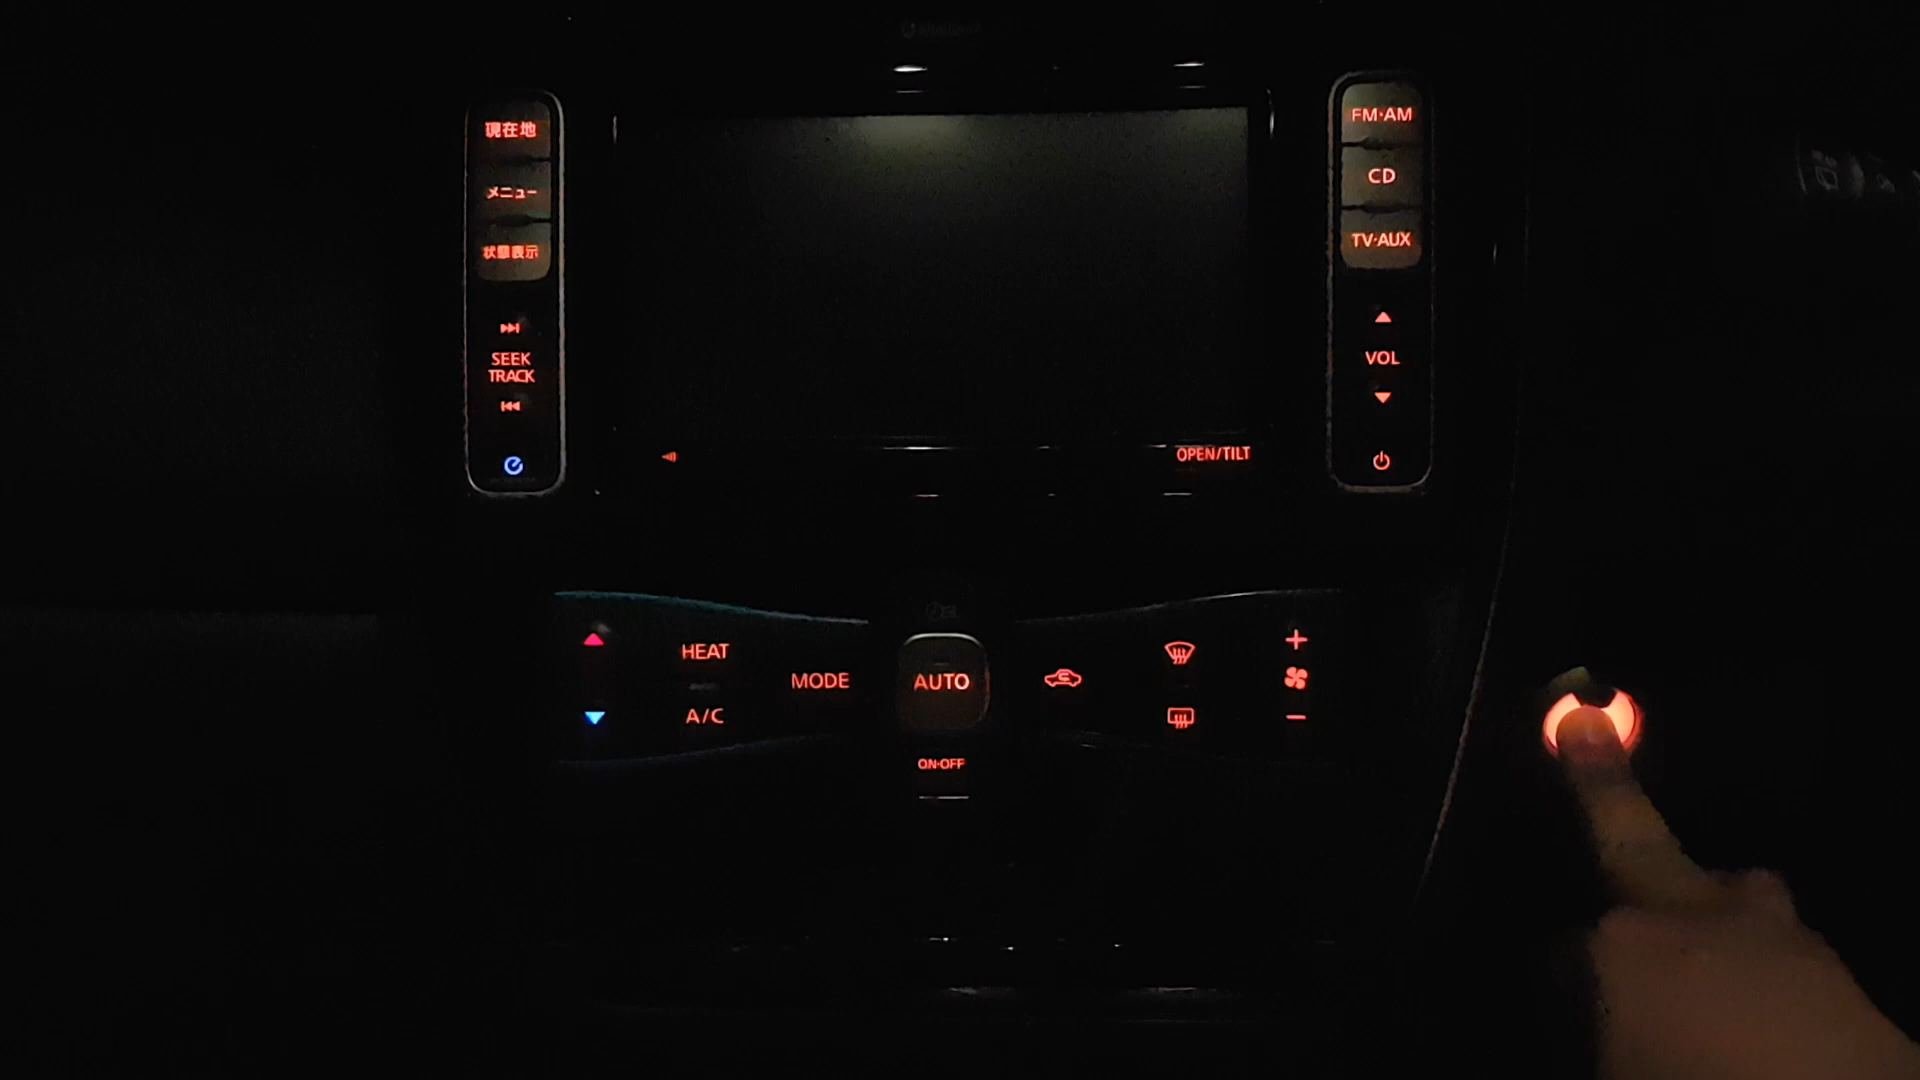 現在地
メニュー
状態表示
SEEK
TRACK
FM·AM
CD
TV·AUX
VOL
OPEN/TILT
HEAT
A/C
MODE
AUTO
ON·OFF